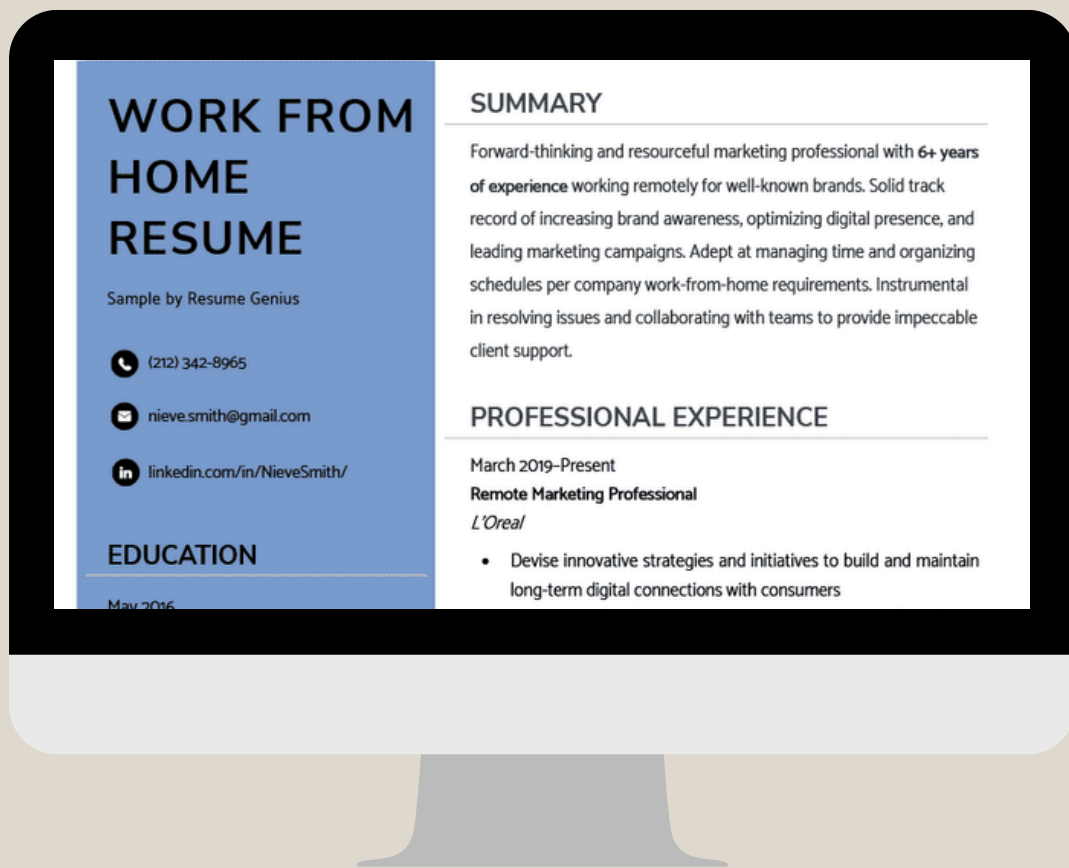 WORK FROM
HOME
RESUME
Sample by Resume Genius
(212) 342-8965
nieve.smith@gmail.com
in linkedin.com/in/NieveSmith/
EDUCATION
May 2016
SUMMARY
Forward-thinking and resourceful marketing professional with 6+ years
of experience working remotely for well-known brands. Solid track
record of increasing brand awareness, optimizing digital presence, and
leading marketing campaigns. Adept at managing time and organizing
schedules per company work-from-home requirements. Instrumental
in resolving issues and collaborating with teams to provide impeccable
client support.
PROFESSIONAL EXPERIENCE
March 2019–Present
Remote Marketing Professional
L'Oreal
• Devise innovative strategies and initiatives to build and maintain
long-term digital connections with consumers